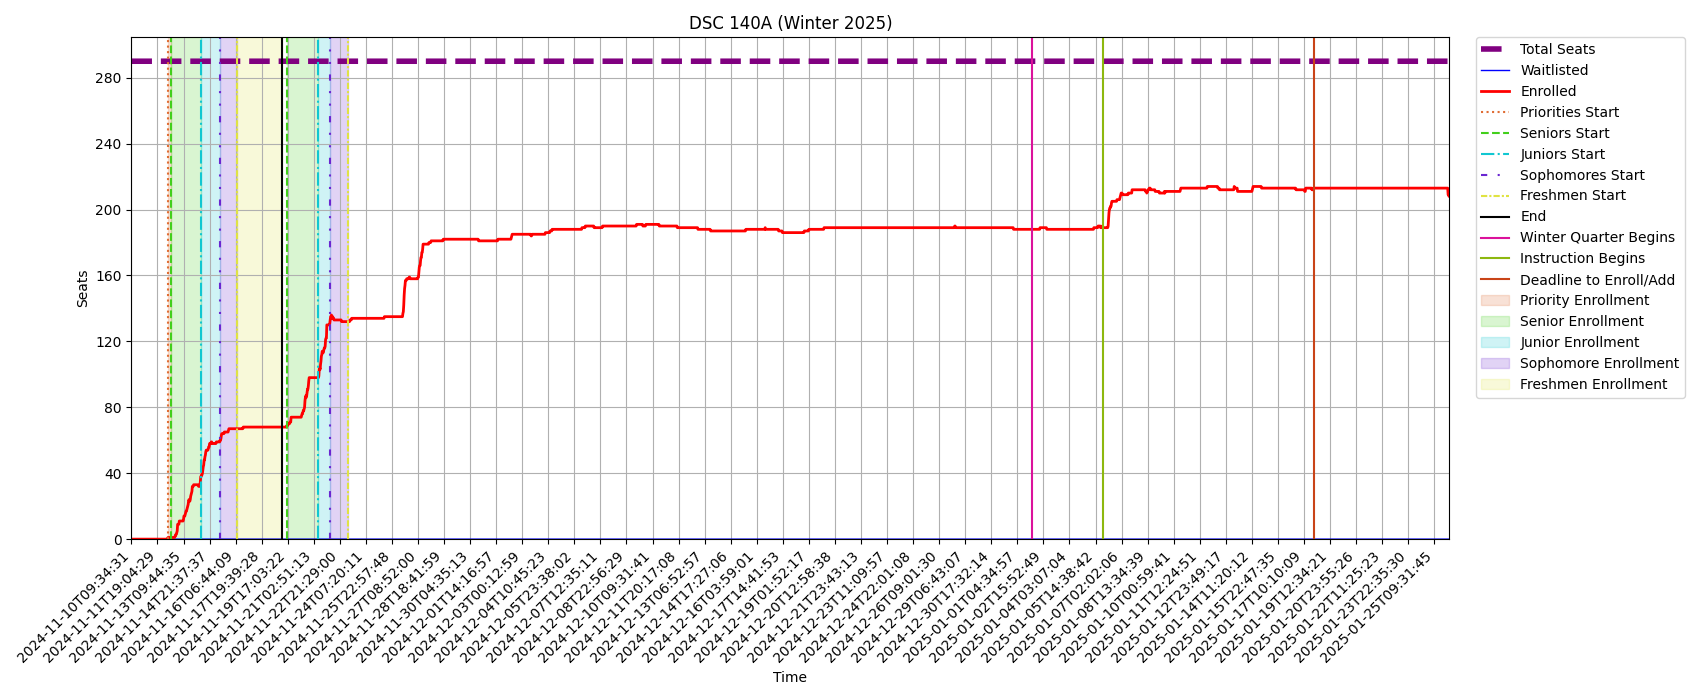 DSC 140A (Winter 2025)
Seats
280
240
200
160
120
80
40
0
2024-11-10T09:34:31
2024-11-11T19:04:29
2024-11-13T09:44:35
2024-11-14T21:37:37
2024-11-16T06:44:09
2024-11-17T19:39:28
2024-11-19T17:03:22
2024-11-21T02:51:13
2024-11-22T21:29:00
2024-11-24T07:20:11
2024-11-25T22:57:48
2024-11-27T08:52:00
2024-11-28T18:41:59
2024-11-30T04:35:13
2024-12-01T14:16:57
2024-12-03T00:12:59
2024-12-04T10:45:23
2024-12-05T23:38:02
2024-12-07T12:35:11
2024-12-08T22:56:29
2024-12-10T09:31:41
2024-12-11T20:17:08
2024-12-13T06:52:57
2024-12-14T17:27:06
2024-12-16T03:59:01
2024-12-17T14:41:53
2024-12-19T01:52:17
2024-12-20T12:58:38
2024-12-21T23:43:13
2024-12-23T11:09:57
2024-12-24T22:01:08
2024-12-26T09:01:30
2024-12-29T06:43:07
2024-12-30T17:32:14
2025-01-01T04:34:57
2025-01-02T15:52:49
2025-01-04T03:07:04
2025-01-05T14:38:42
2025-01-07T02:02:06
2025-01-08T13:34:39
2025-01-10T00:59:41
2025-01-11T12:24:51
2025-01-12T23:49:17
2025-01-14T11:20:12
2025-01-15T22:47:35
2025-01-17T10:10:09
2025-01-19T12:34:21
2025-01-20T23:55:26
2025-01-22T11:25:23
2025-01-23T22:35:30
2025-01-25T09:31:45
Time
Total Seats
Waitlisted
Enrolled
Priorities Start
Seniors Start
Juniors Start
Sophomores Start
Freshmen Start
End
Winter Quarter Begins
Instruction Begins
Deadline to Enroll/Add
Priority Enrollment
Senior Enrollment
Junior Enrollment
Sophomore Enrollment
Freshmen Enrollment